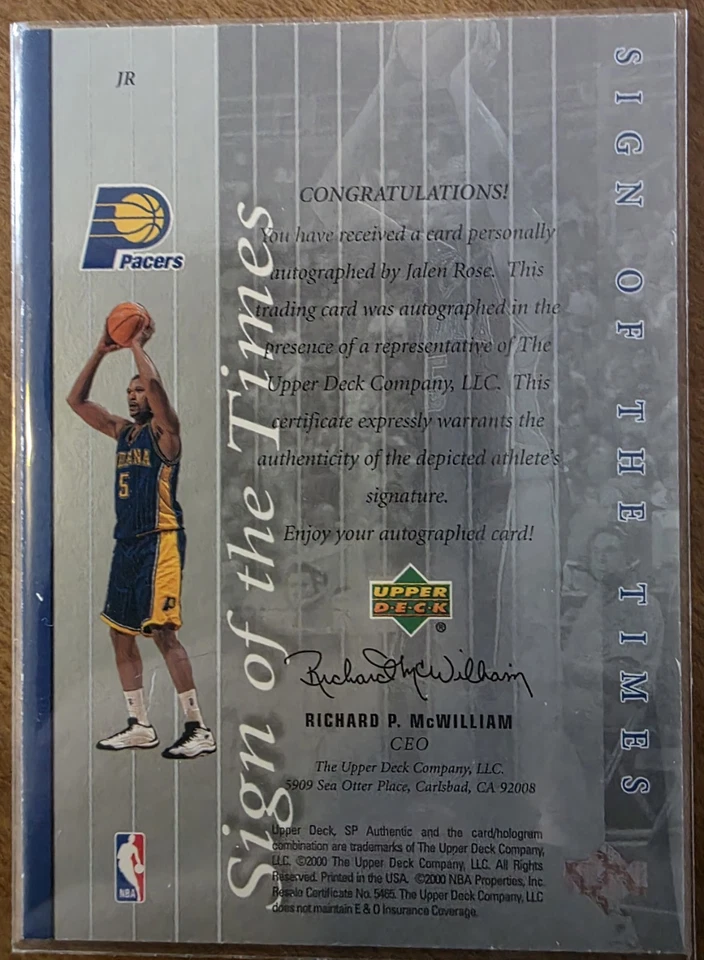 JR
Pacers
INDIANA
5
CONGRATULATIONS!
You have received a card personally
autographed by Jalen Rose. This
trading card was autographed in the
presence of a representative of The
Upper Deck Company, LLC. This
certificate expressly warrants the
authenticity of the depicted athlete's
signature.
Enjoy your autographed card!
UPPER
DECK
®
Richard McWilliam
RICHARD P. McWILLIAM
CEO
The Upper Deck Company, LLC.
5909 Sea Otter Place, Carlsbad, CA 92008
Upper Deck, SP Authentic and the card/hologram
combination are trademarks of The Upper Deck Company,
LLC. ©2000 The Upper Deck Company, LLC. All Rights
Reserved. Printed in the USA. ©2000 NBA Properties, Inc.
Resale Certificate No. 5465. The Upper Deck Company, LLC
does not maintain E & O Insurance Coverage.
Sign of the Times
SIGN OF THE TIMES
NBA